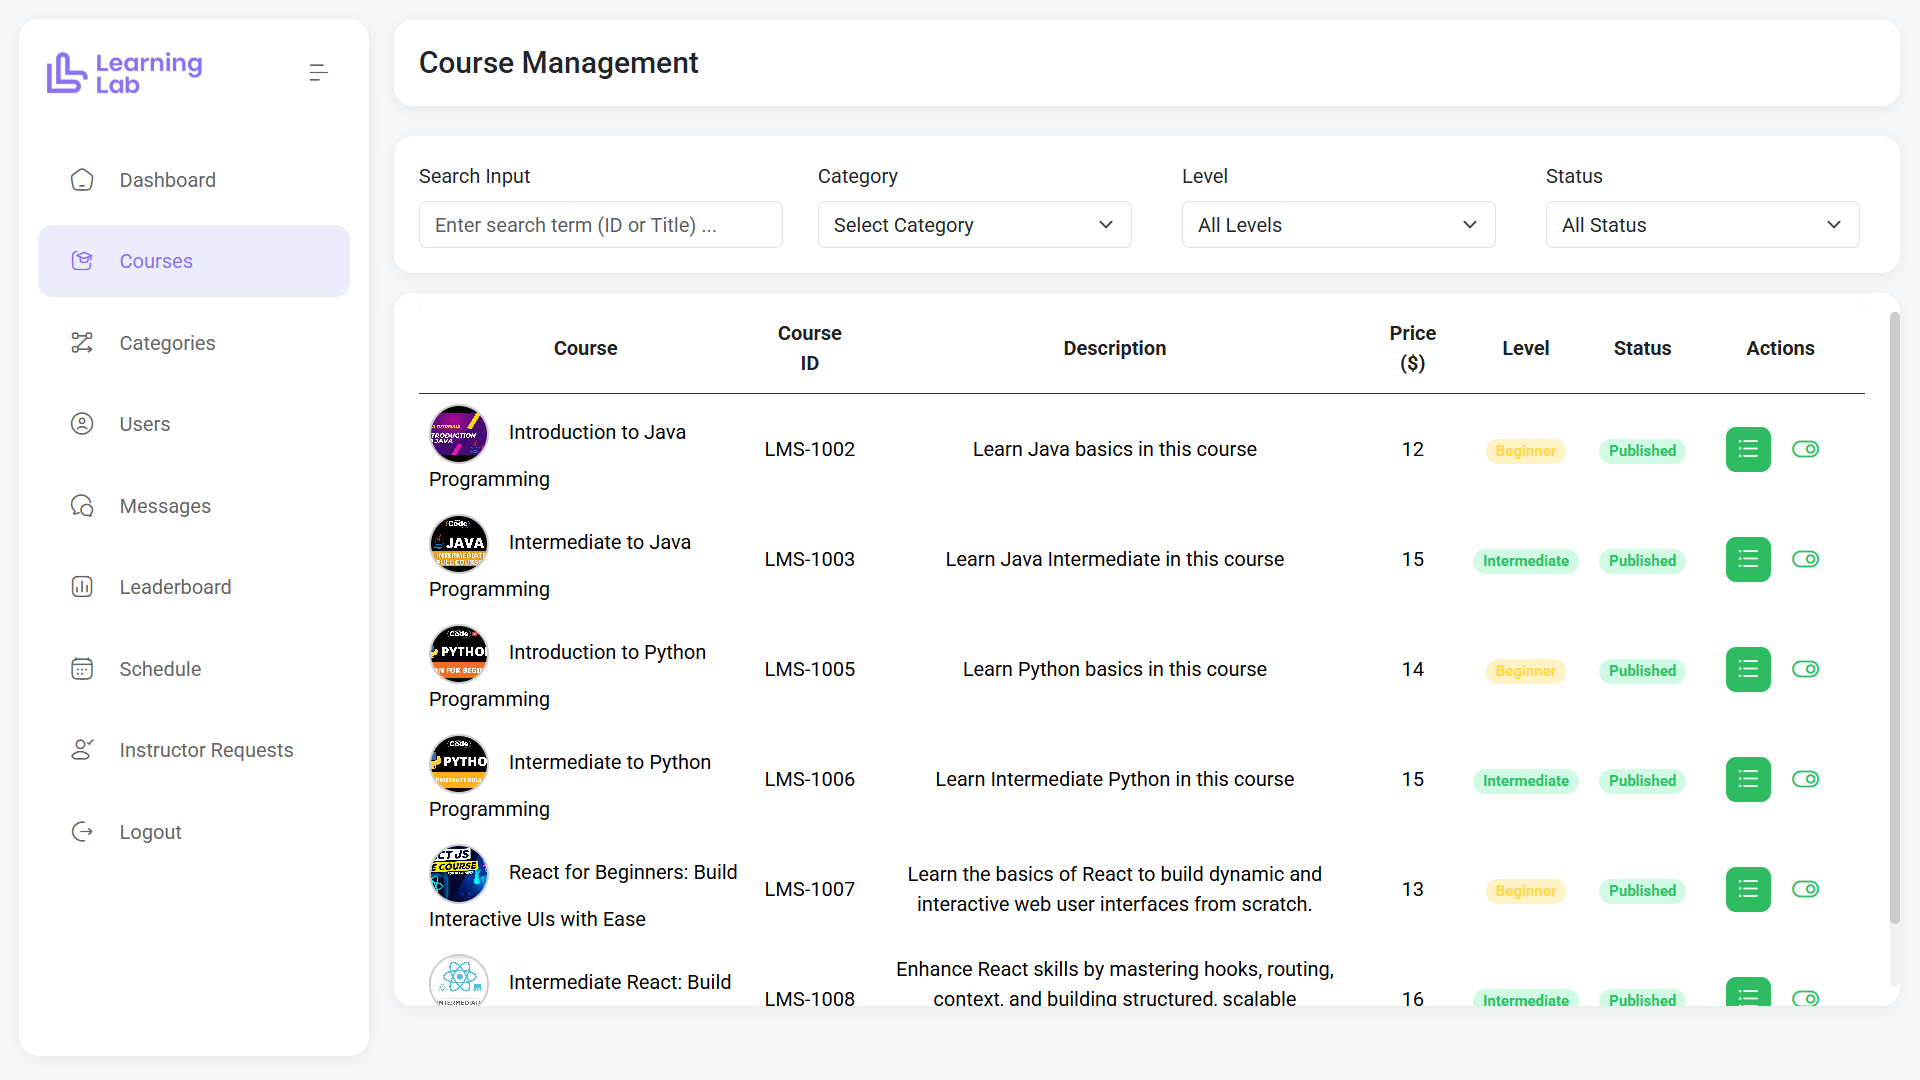 Learning
Lab
Dashboard
Courses
Categories
Users
Messages
Leaderboard
Schedule
Instructor Requests
Logout
Course Management
Search Input
Category
Level
Status
Enter search term (ID or Title) ...
Select Category
All Levels
All Status
Course
Course
ID
Description
Price
($)
Level
Status
Actions
Introduction to Java
Programming
LMS-1002
Learn Java basics in this course
12
Beginner
Published
JAVA
Intermediate to Java
Programming
LMS-1003
Learn Java Intermediate in this course
15
Intermediate
Published
Introduction to Python
Programming
LMS-1005
Learn Python basics in this course
14
Beginner
Published
Intermediate to Python
Programming
LMS-1006
Learn Intermediate Python in this course
15
Intermediate
Published
React for Beginners: Build
Interactive UIs with Ease
LMS-1007
Learn the basics of React to build dynamic and
interactive web user interfaces from scratch.
13
Beginner
Published
Intermediate React: Build
LMS-1008
Enhance React skills by mastering hooks, routing,
context, and building structured, scalable
16
Intermediate
Published